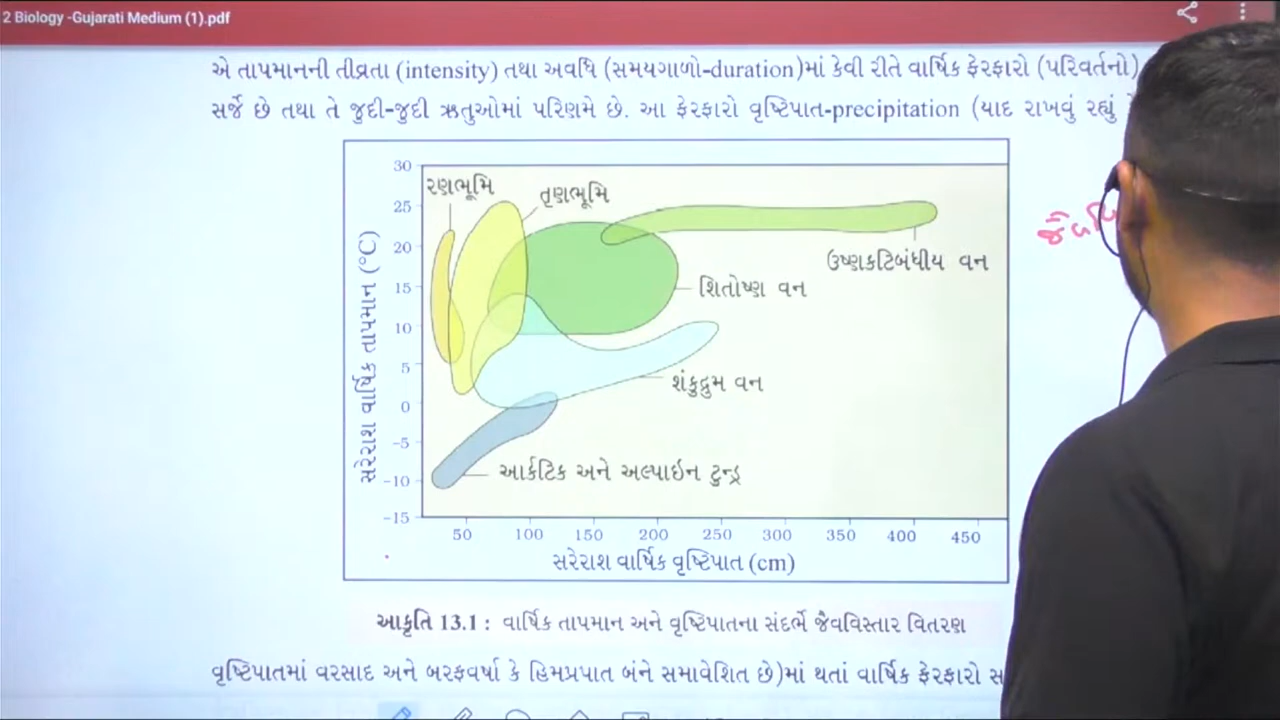 2 Biology -Gujarati Medium (1).pdf
એ તાપમાનની તીવ્રતા (intensity) તથા અવધિ (સમયગાળો-duration)માં કેવી રીતે વાર્ષિક ફેરફારો (પરિવર્તનો)
સર્જે છે તથા તે જુદી-જુદી ઋતુઓમાં પરિણમે છે. આ ફેરફારો વૃષ્ટિપાત-precipitation (યાદ રાખવું રહ્યું
30
25
20
15
10
5
0
-5
-10
-15
સરેરાશ વાર્ષિક તાપમાન (°C)
રણભૂમિ
તૃણભૂમિ
ઉષ્ણકટિબંધીય વન
શિતોષ્ણ વન
શંકુદ્રુમ વન
આર્કટિક અને અલ્પાઇન ટુન્ડ્ર
50 100 150 200 250 300 350 400 450
સરેરાશ વાર્ષિક વૃષ્ટિપાત (cm)
આકૃતિ 13.1 : વાર્ષિક તાપમાન અને વૃષ્ટિપાતના સંદર્ભે જૈવવિસ્તાર વિતરણ
વૃષ્ટિપાતમાં વરસાદ અને બરફવર્ષા કે હિમપ્રપાત બંને સમાવેશિત છે)માં થતાં વાર્ષિક ફેરફારો